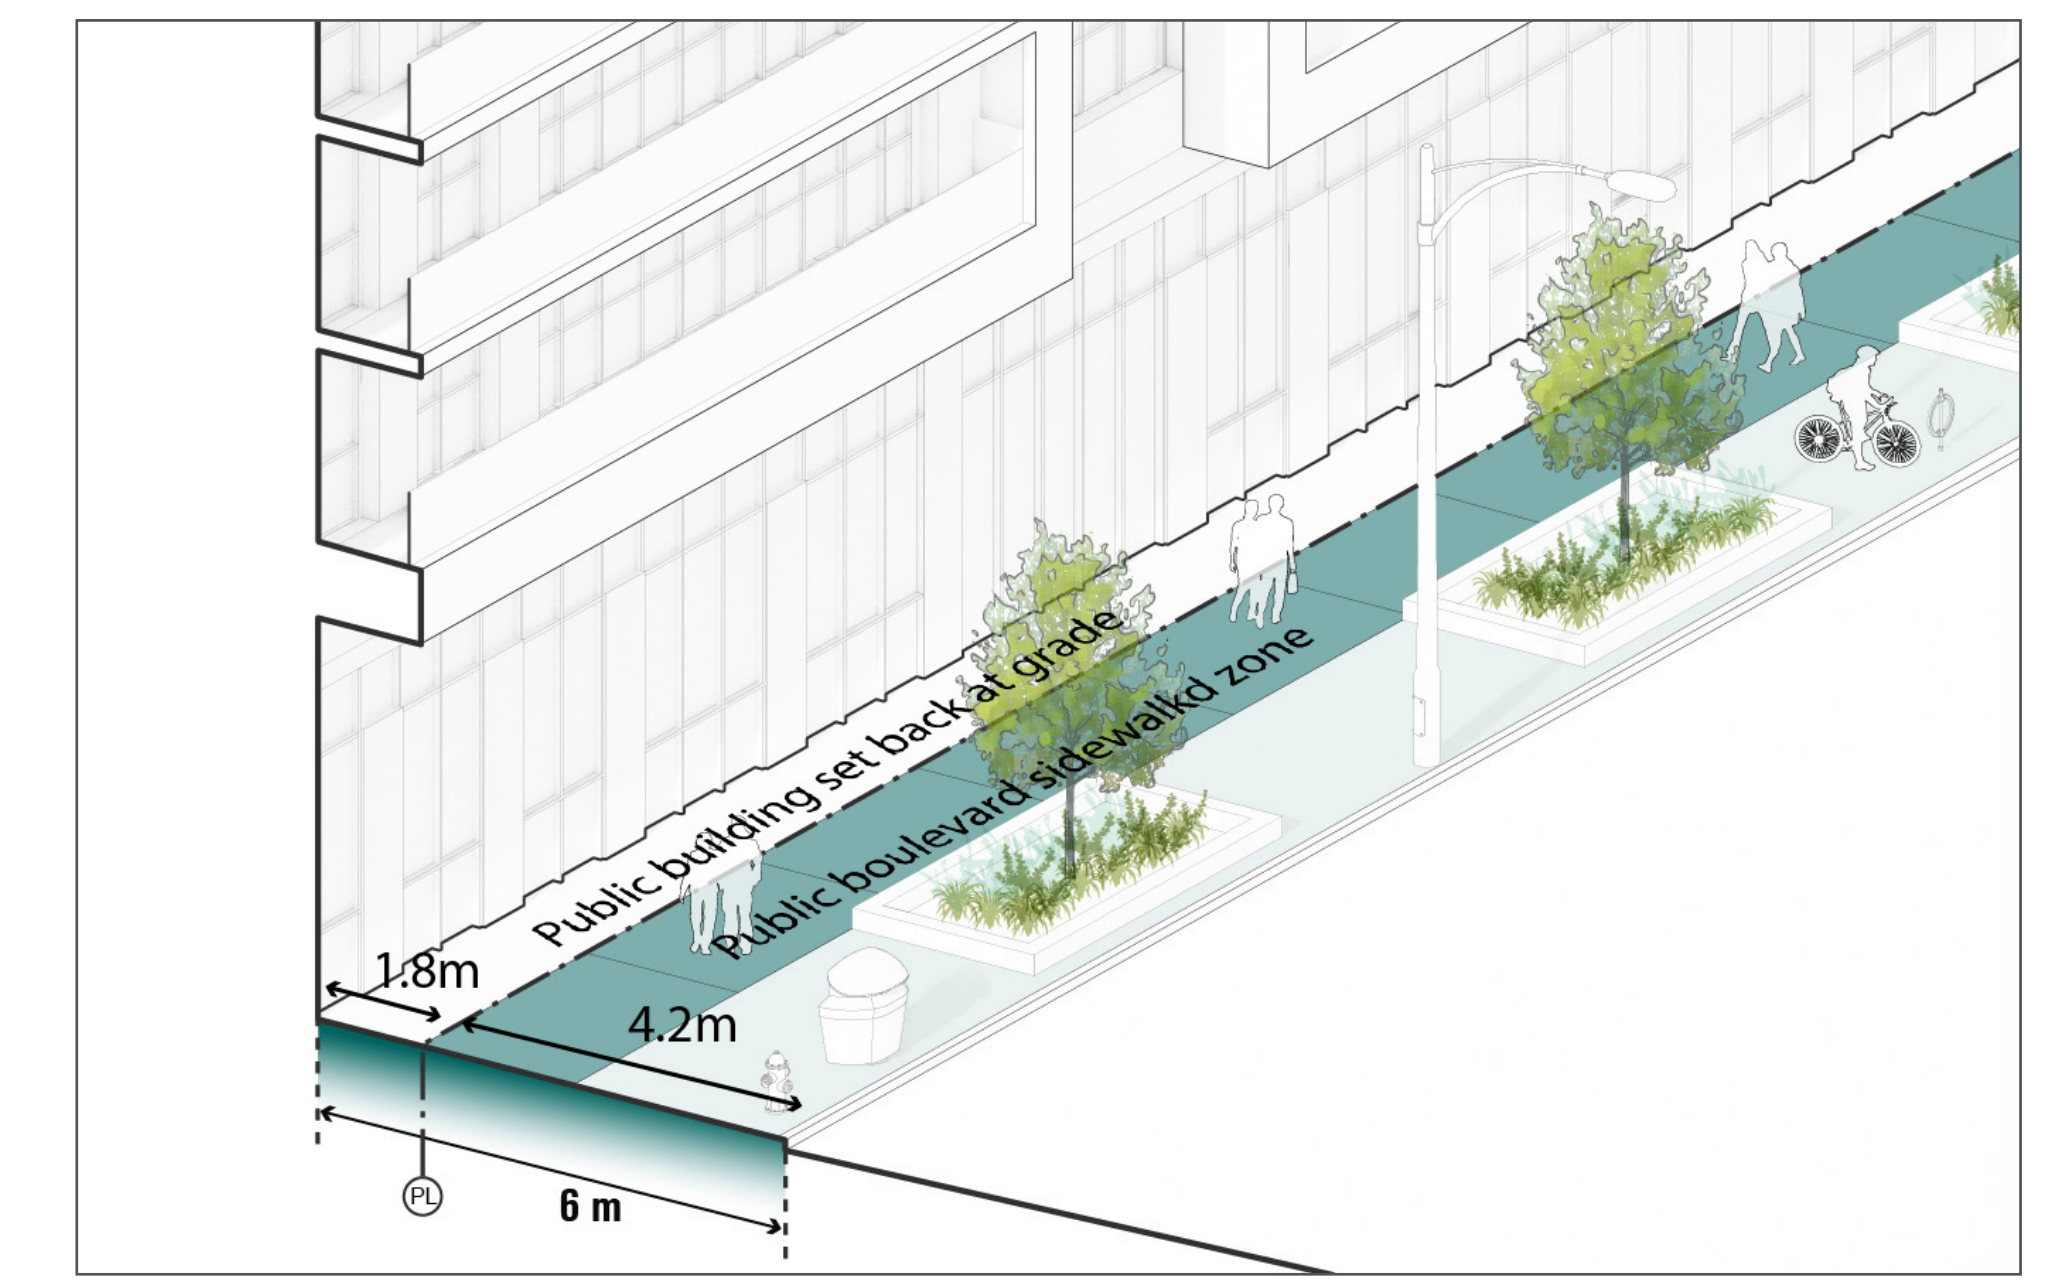 Public building set back at grade
Public boulevard sidewalkd zone
1.8m
4.2m
PL
6 m